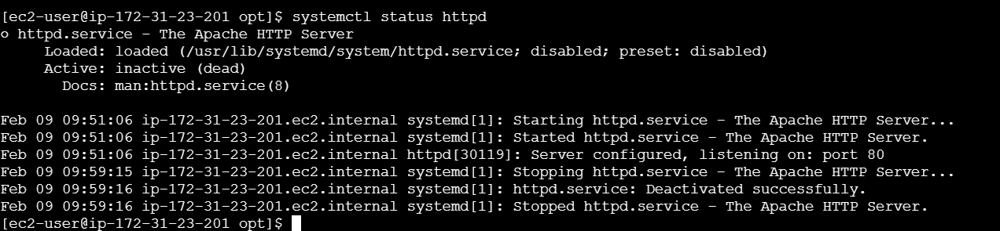 [ec2-user@ip-172-31-23-201 opt]$ systemctl status httpd
○ httpd.service - The Apache HTTP Server
     Loaded: loaded (/usr/lib/systemd/system/httpd.service; disabled; preset: disabled)
     Active: inactive (dead)
       Docs: man:httpd.service(8)

Feb 09 09:51:06 ip-172-31-23-201.ec2.internal systemd[1]: Starting httpd.service - The Apache HTTP Server...
Feb 09 09:51:06 ip-172-31-23-201.ec2.internal systemd[1]: Started httpd.service - The Apache HTTP Server.
Feb 09 09:51:06 ip-172-31-23-201.ec2.internal httpd[30119]: Server configured, listening on: port 80
Feb 09 09:59:15 ip-172-31-23-201.ec2.internal systemd[1]: Stopping httpd.service - The Apache HTTP Server...
Feb 09 09:59:16 ip-172-31-23-201.ec2.internal systemd[1]: httpd.service: Deactivated successfully.
Feb 09 09:59:16 ip-172-31-23-201.ec2.internal systemd[1]: Stopped httpd.service - The Apache HTTP Server.
[ec2-user@ip-172-31-23-201 opt]$